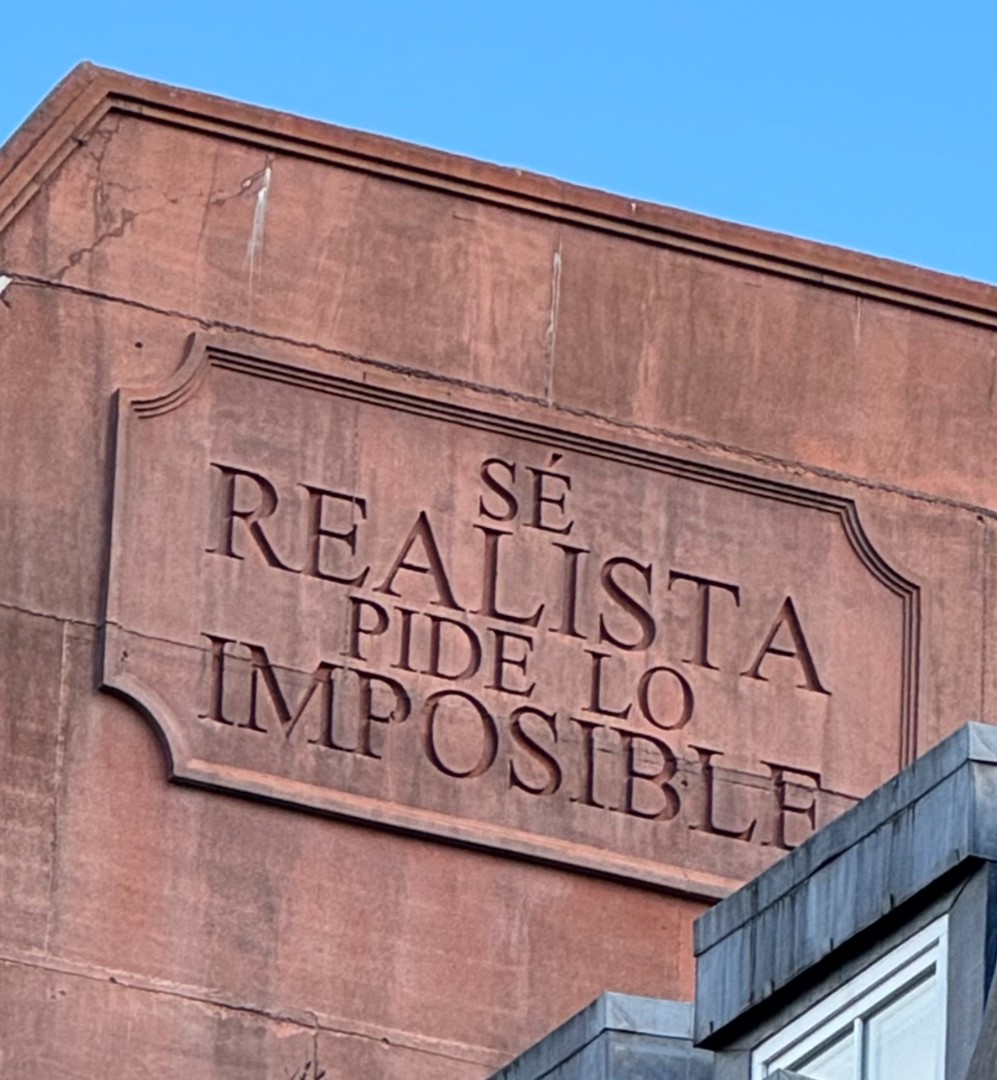 SÉ
REALISTA
PIDE LO
IMPOSIBLE